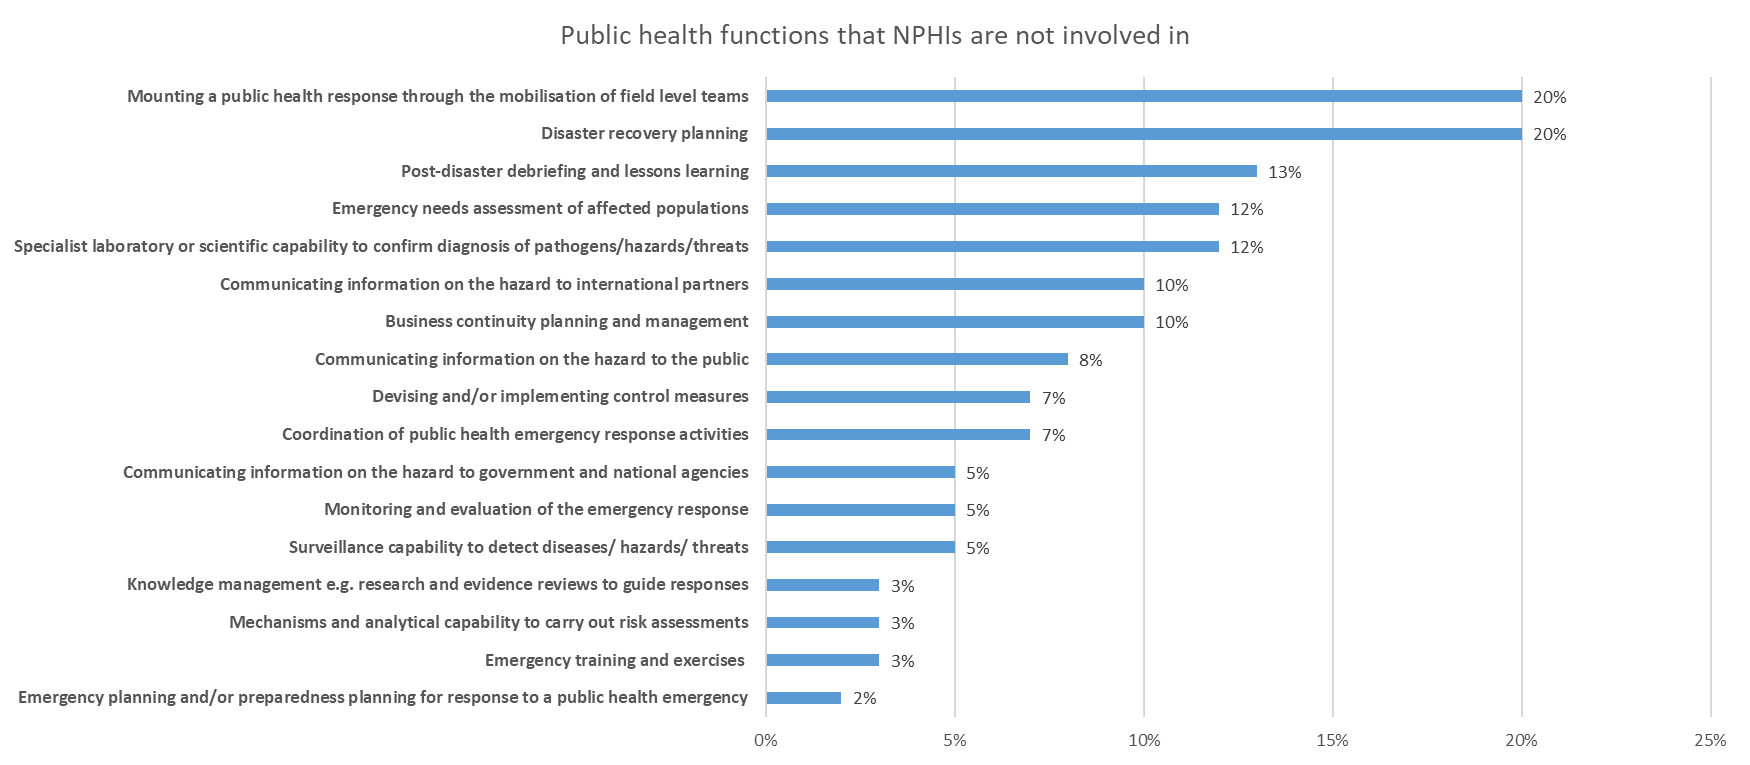 Public health functions that NPHIs are not involved in
Mounting a public health response through the mobilisation of field level teams 20%
Disaster recovery planning 20%
Post-disaster debriefing and lessons learning 13%
Emergency needs assessment of affected populations 12%
Specialist laboratory or scientific capability to confirm diagnosis of pathogens/hazards/threats 12%
Communicating information on the hazard to international partners 10%
Business continuity planning and management 10%
Communicating information on the hazard to the public 8%
Devising and/or implementing control measures 7%
Coordination of public health emergency response activities 7%
Communicating information on the hazard to government and national agencies 5%
Monitoring and evaluation of the emergency response 5%
Surveillance capability to detect diseases/ hazards/ threats 5%
Knowledge management e.g. research and evidence reviews to guide responses 3%
Mechanisms and analytical capability to carry out risk assessments 3%
Emergency training and exercises 3%
Emergency planning and/or preparedness planning for response to a public health emergency 2%
0% 5% 10% 15% 20% 25%